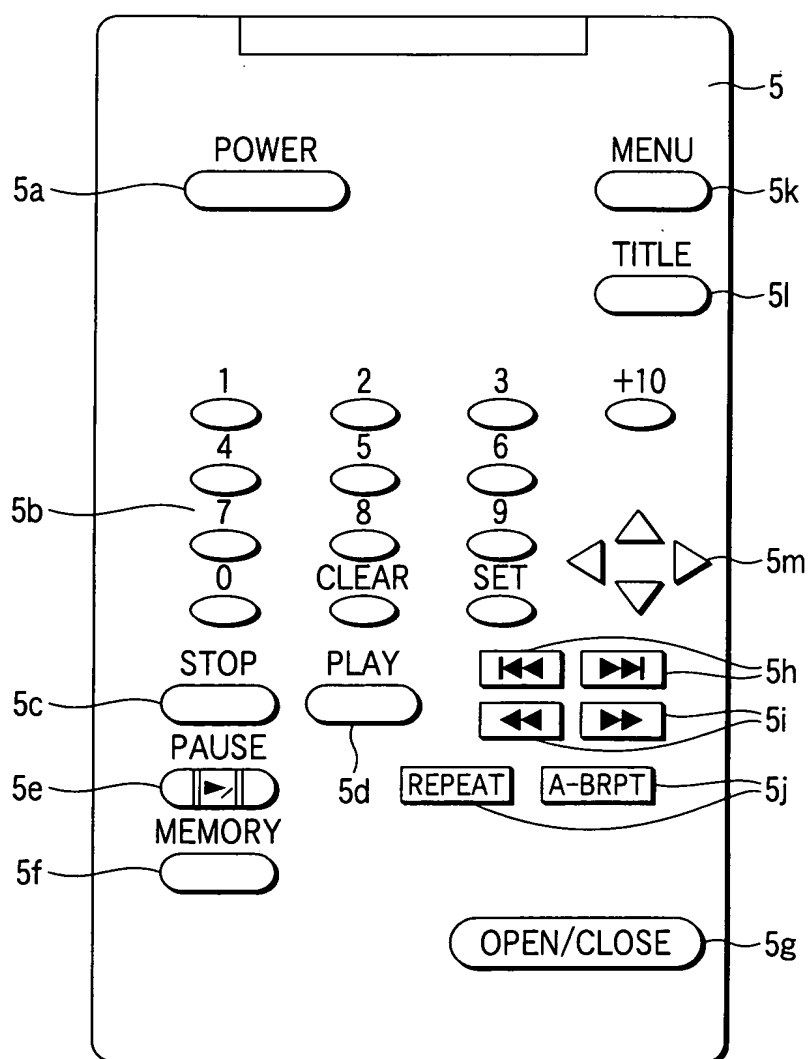 5
POWER MENU
5a 5k
TITLE
5l
1 2 3 +10
4 5 6
5b 7 8 9
5m
0 CLEAR SET
STOP PLAY
5h
5c 5i
PAUSE
5e 5d REPEAT A-BRPT 5j
MEMORY
5f
OPEN/CLOSE 5g